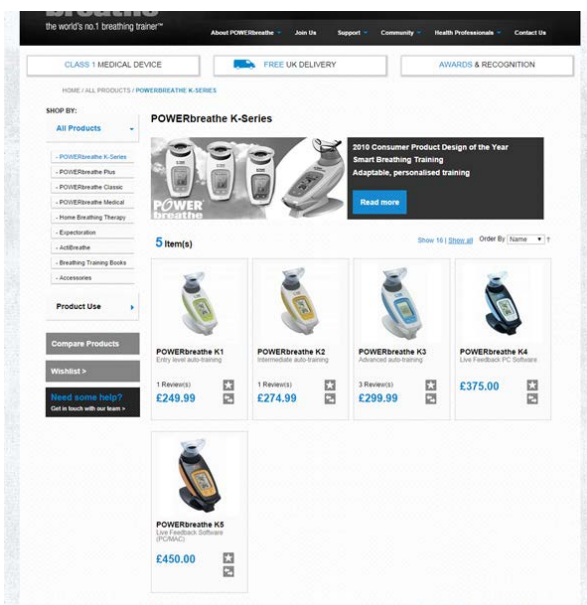 breathe
the world's no.1 breathing trainer™
About POWERbreathe Join Us Support Community Health Professionals Contact Us
CLASS 1 MEDICAL DEVICE
FREE UK DELIVERY
AWARDS & RECOGNITION
HOME / ALL PRODUCTS / POWERBREATHE K-SERIES
SHOP BY:
All Products
- POWERbreathe K-Series
- POWERbreathe Plus
- POWERbreathe Classic
- POWERbreathe Medical
- Home Breathing Therapy
- Expectoration
- ActiBreathe
- Breathing Training Books
- Accessories
Product Use
Compare Products
Wishlist >
Need some help?
Get in touch with our team >
POWERbreathe K-Series
POWER
breathe
2010 Consumer Product Design of the Year
Smart Breathing Training
Adaptable, personalised training
Read more
5 Item(s)
Show 16 | Show all Order By Name
POWERbreathe K1
Entry level auto-training
1 Review(s)
£249.99
POWERbreathe K2
Intermediate auto-training
1 Review(s)
£274.99
POWERbreathe K3
Advanced auto-training
3 Review(s)
£299.99
POWERbreathe K4
Live Feedback PC Software
£375.00
POWERbreathe K5
Live Feedback Software
(PC/MAC)
£450.00